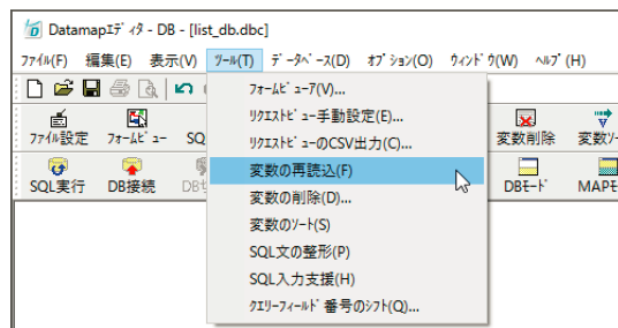 Datamapｴﾃﾞｨﾀ - DB - [list_db.dbc]
ﾌｧｲﾙ(F) 編集(E) 表示(V) ﾂｰﾙ(T) ﾃﾞｰﾀﾍﾞｰｽ(D) ｵﾌﾟｼｮﾝ(O) ｳｨﾝﾄﾞｳ(W) ﾍﾙﾌﾟ(H)
ﾌｫｰﾑﾋﾞｭｰｱ(V)...
ﾘｸｴｽﾄﾋﾞｭｰ手動設定(E)...
ﾘｸｴｽﾄﾋﾞｭｰのCSV出力(C)...
変数の再読込(F)
変数の削除(D)...
変数のｿｰﾄ(S)
SQL文の整形(P)
SQL入力支援(H)
ｸｴﾘｰﾌｨｰﾙﾄﾞ番号のｼﾌﾄ(Q)...
ﾌｧｲﾙ設定 ﾌｫｰﾑﾋﾞｭｰ SQ 変数削除 変数ｿｰ
SQL実行 DB接続 DB DBﾓｰﾄﾞ MAPﾓ